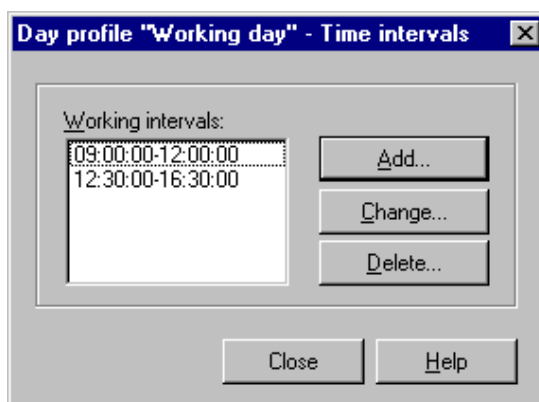 Day profile "Working day" - Time intervals
Working intervals:
09:00:00-12:00:00
12:30:00-16:30:00
Add...
Change...
Delete...
Close
Help